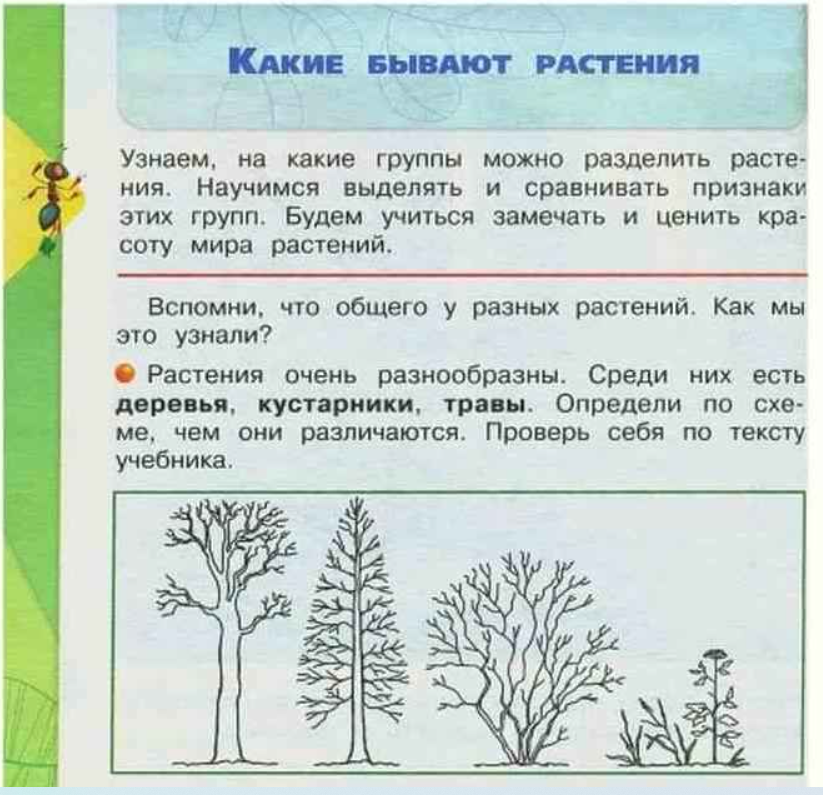 Какие бывают растения
Узнаем, на какие группы можно разделить расте-
ния. Научимся выделять и сравнивать признаки
этих групп. Будем учиться замечать и ценить кра-
соту мира растений.
Вспомни, что общего у разных растений. Как мы
это узнали?
Растения очень разнообразны. Среди них есть
деревья, кустарники, травы. Определи по схе-
ме, чем они различаются. Проверь себя по тексту
учебника.